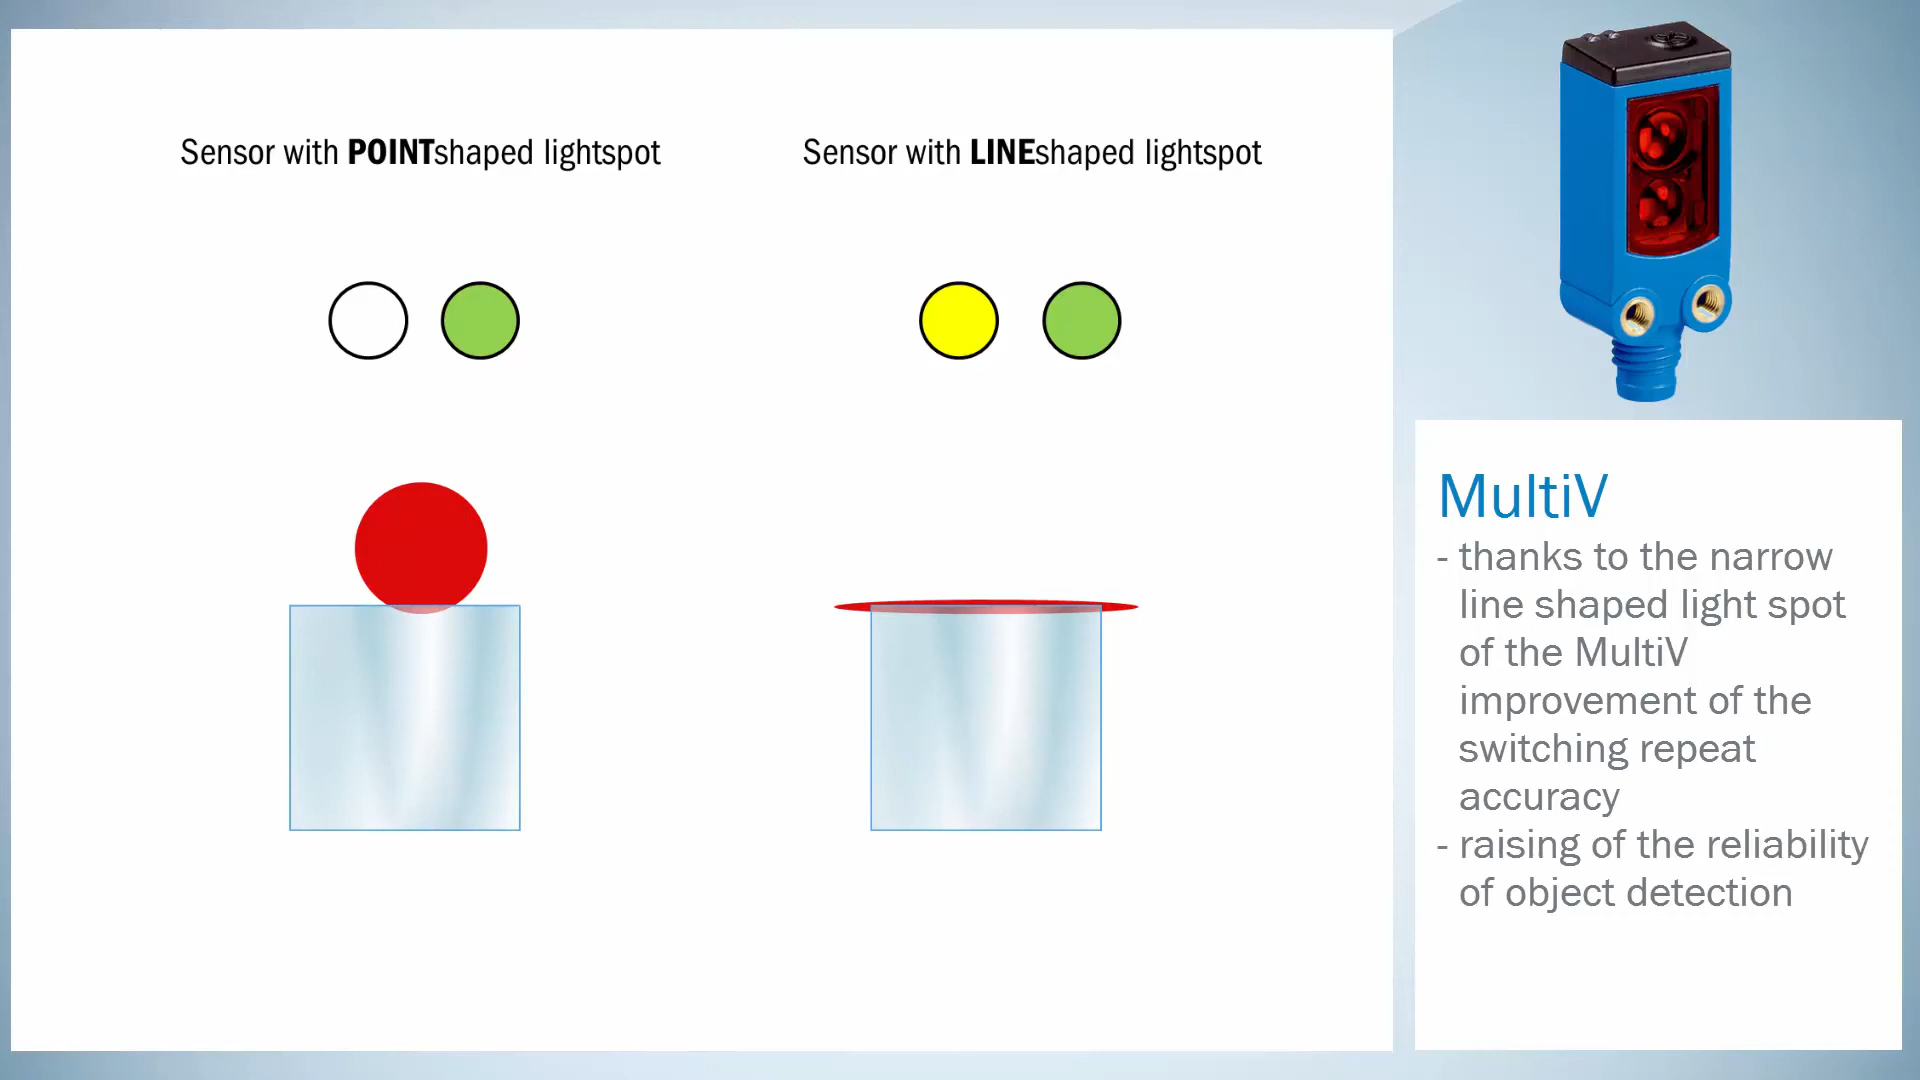 Sensor with POINTshaped lightspot
Sensor with LINEshaped lightspot
MultiV
- thanks to the narrow
line shaped light spot
of the MultiV
improvement of the
switching repeat
accuracy
- raising of the reliability
of object detection